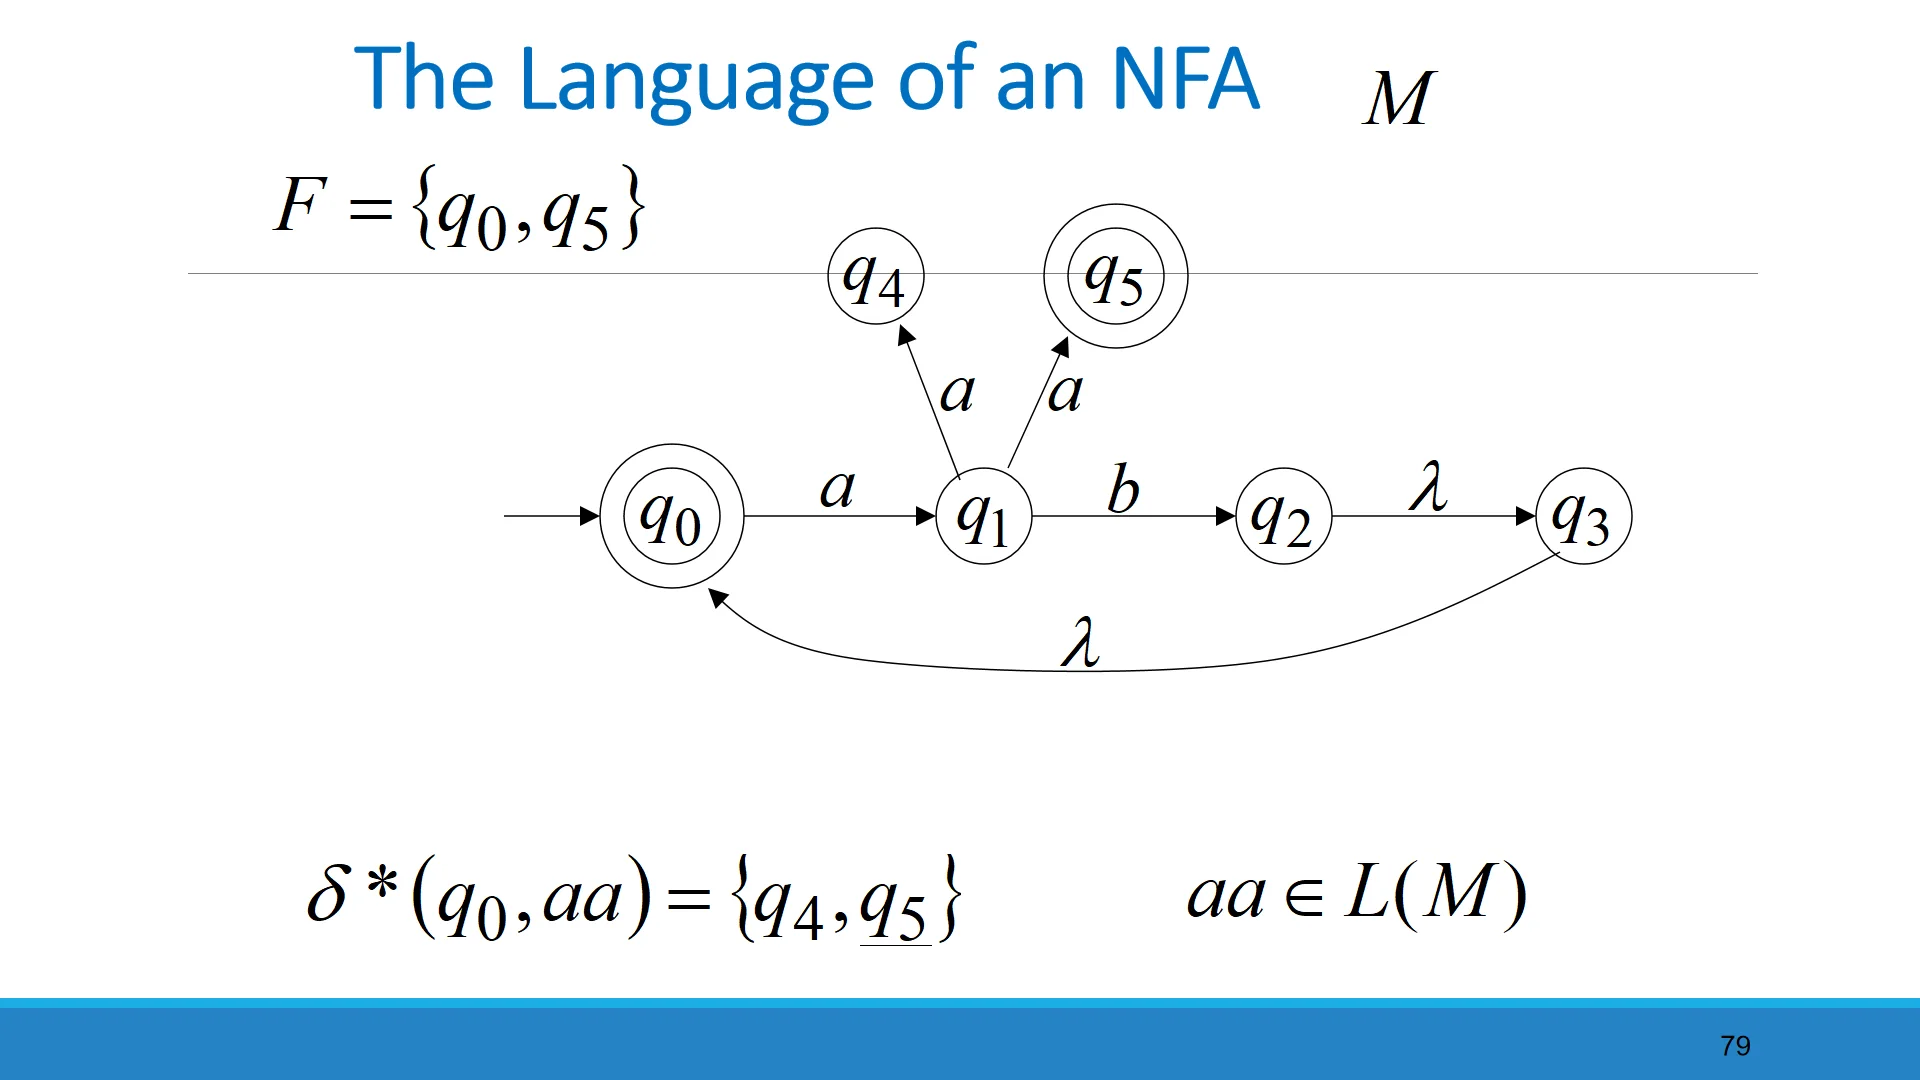 The Language of an NFA M
F = {q0, q5}
q4 q5
a a
q0 a q1 b q2 λ q3
λ
δ*(q0, aa) = {q4, q5} aa ∈ L(M)
79